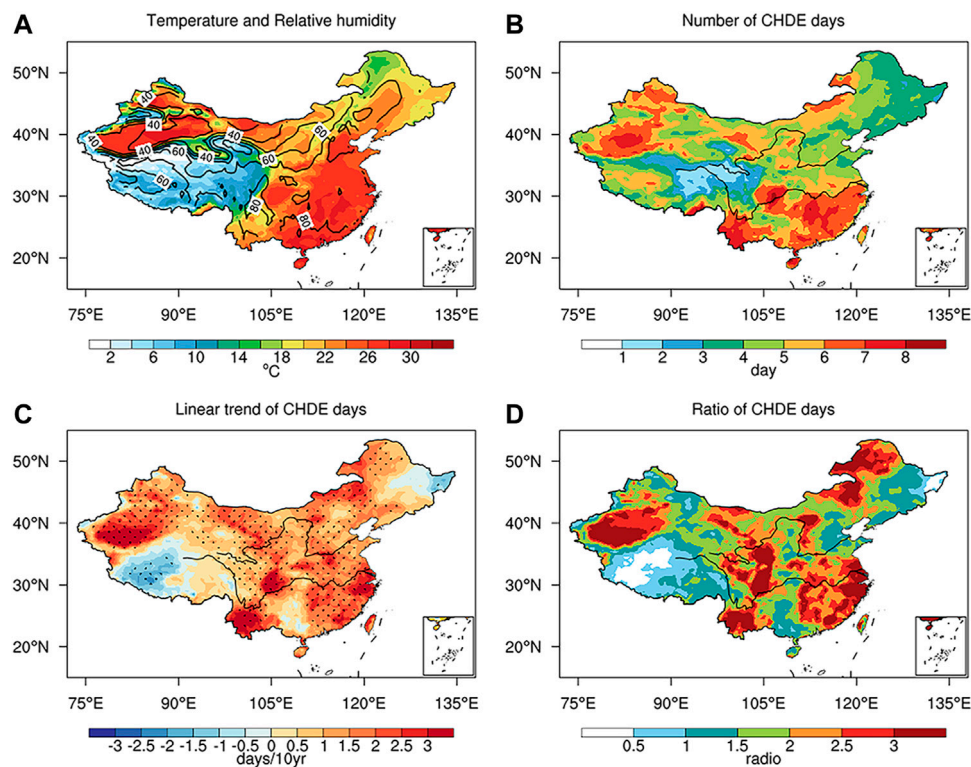 A
Temperature and Relative humidity
50°N
40°N
30°N
20°N
75°E 90°E 105°E 120°E 135°E
40
40
40
40
40
40
60
60
60
60
80
80
2 6 10 14 18 22 26 30
°C
B
Number of CHDE days
50°N
40°N
30°N
20°N
75°E 90°E 105°E 120°E 135°E
1 2 3 4 5 6 7 8
day
C
Linear trend of CHDE days
50°N
40°N
30°N
20°N
75°E 90°E 105°E 120°E 135°E
-3 -2.5 -2 -1.5 -1 -0.5 0 0.5 1 1.5 2 2.5 3
days/10yr
D
Ratio of CHDE days
50°N
40°N
30°N
20°N
75°E 90°E 105°E 120°E 135°E
0.5 1 1.5 2 2.5 3
radio